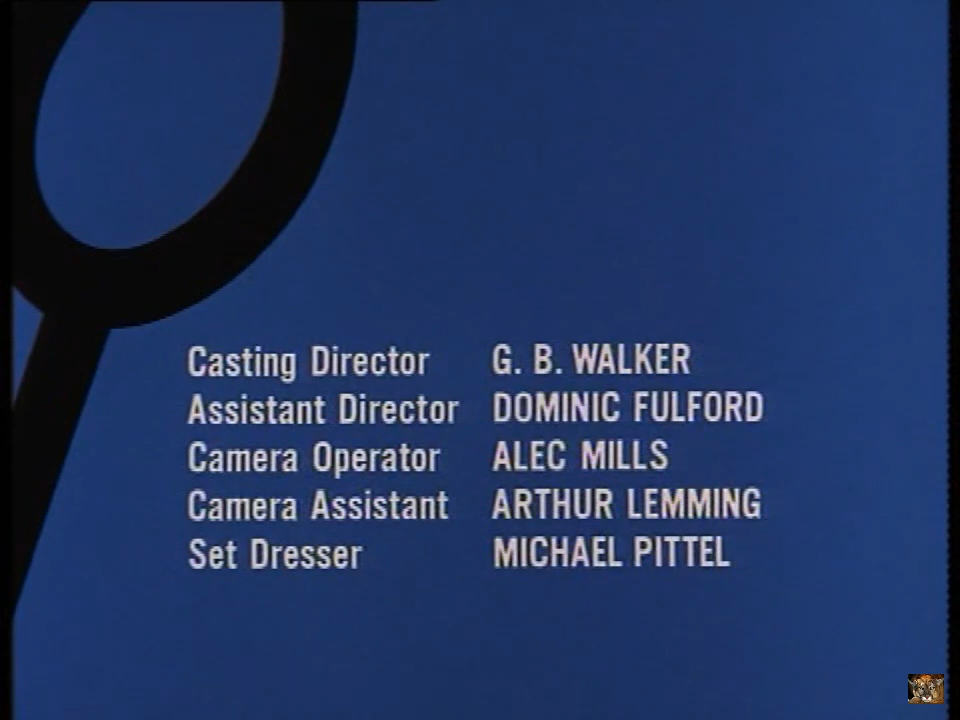 Casting Director G. B. WALKER
Assistant Director DOMINIC FULFORD
Camera Operator ALEC MILLS
Camera Assistant ARTHUR LEMMING
Set Dresser MICHAEL PITTEL